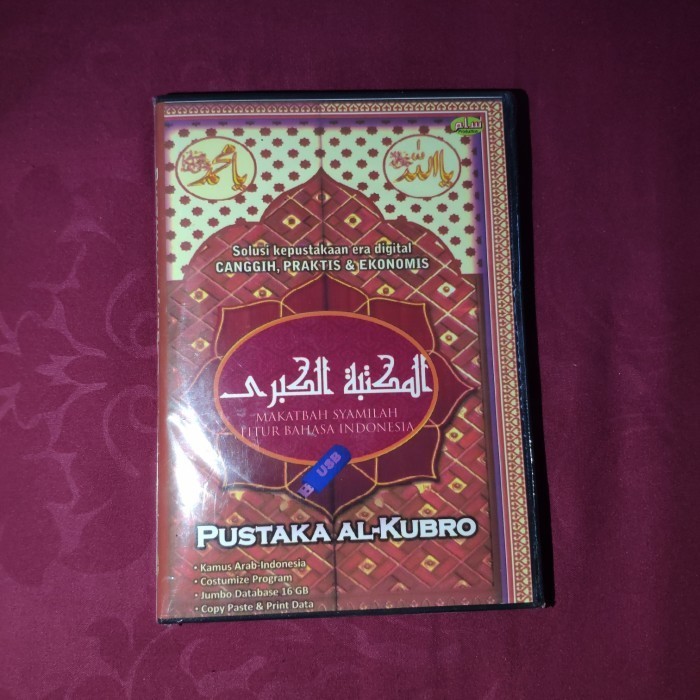 سلم
يا محمد
يا الله
Solusi kepustakaan era digital
CANGGIH, PRAKTIS & EKONOMIS
المكتبة الكبرى
MAKATBAH SYAMILAH
FITUR BAHASA INDONESIA
USB
PUSTAKA AL-KUBRO
• Kamus Arab-Indonesia
• Costumize Program
• Jumbo Database 16 GB
• Copy Paste & Print Data